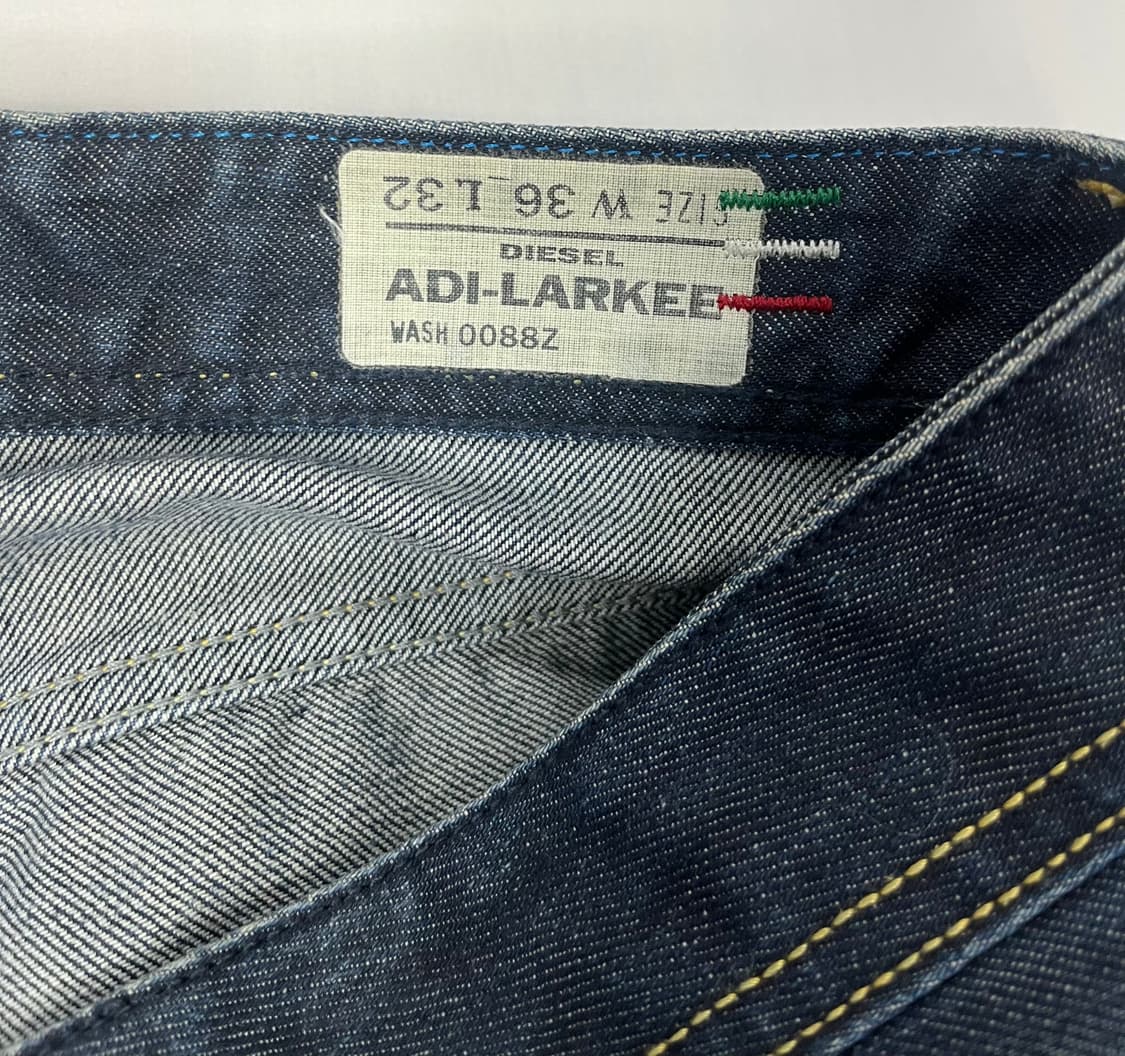 SIZE W 36 L 32
DIESEL
ADI-LARKEE
WASH 0088Z